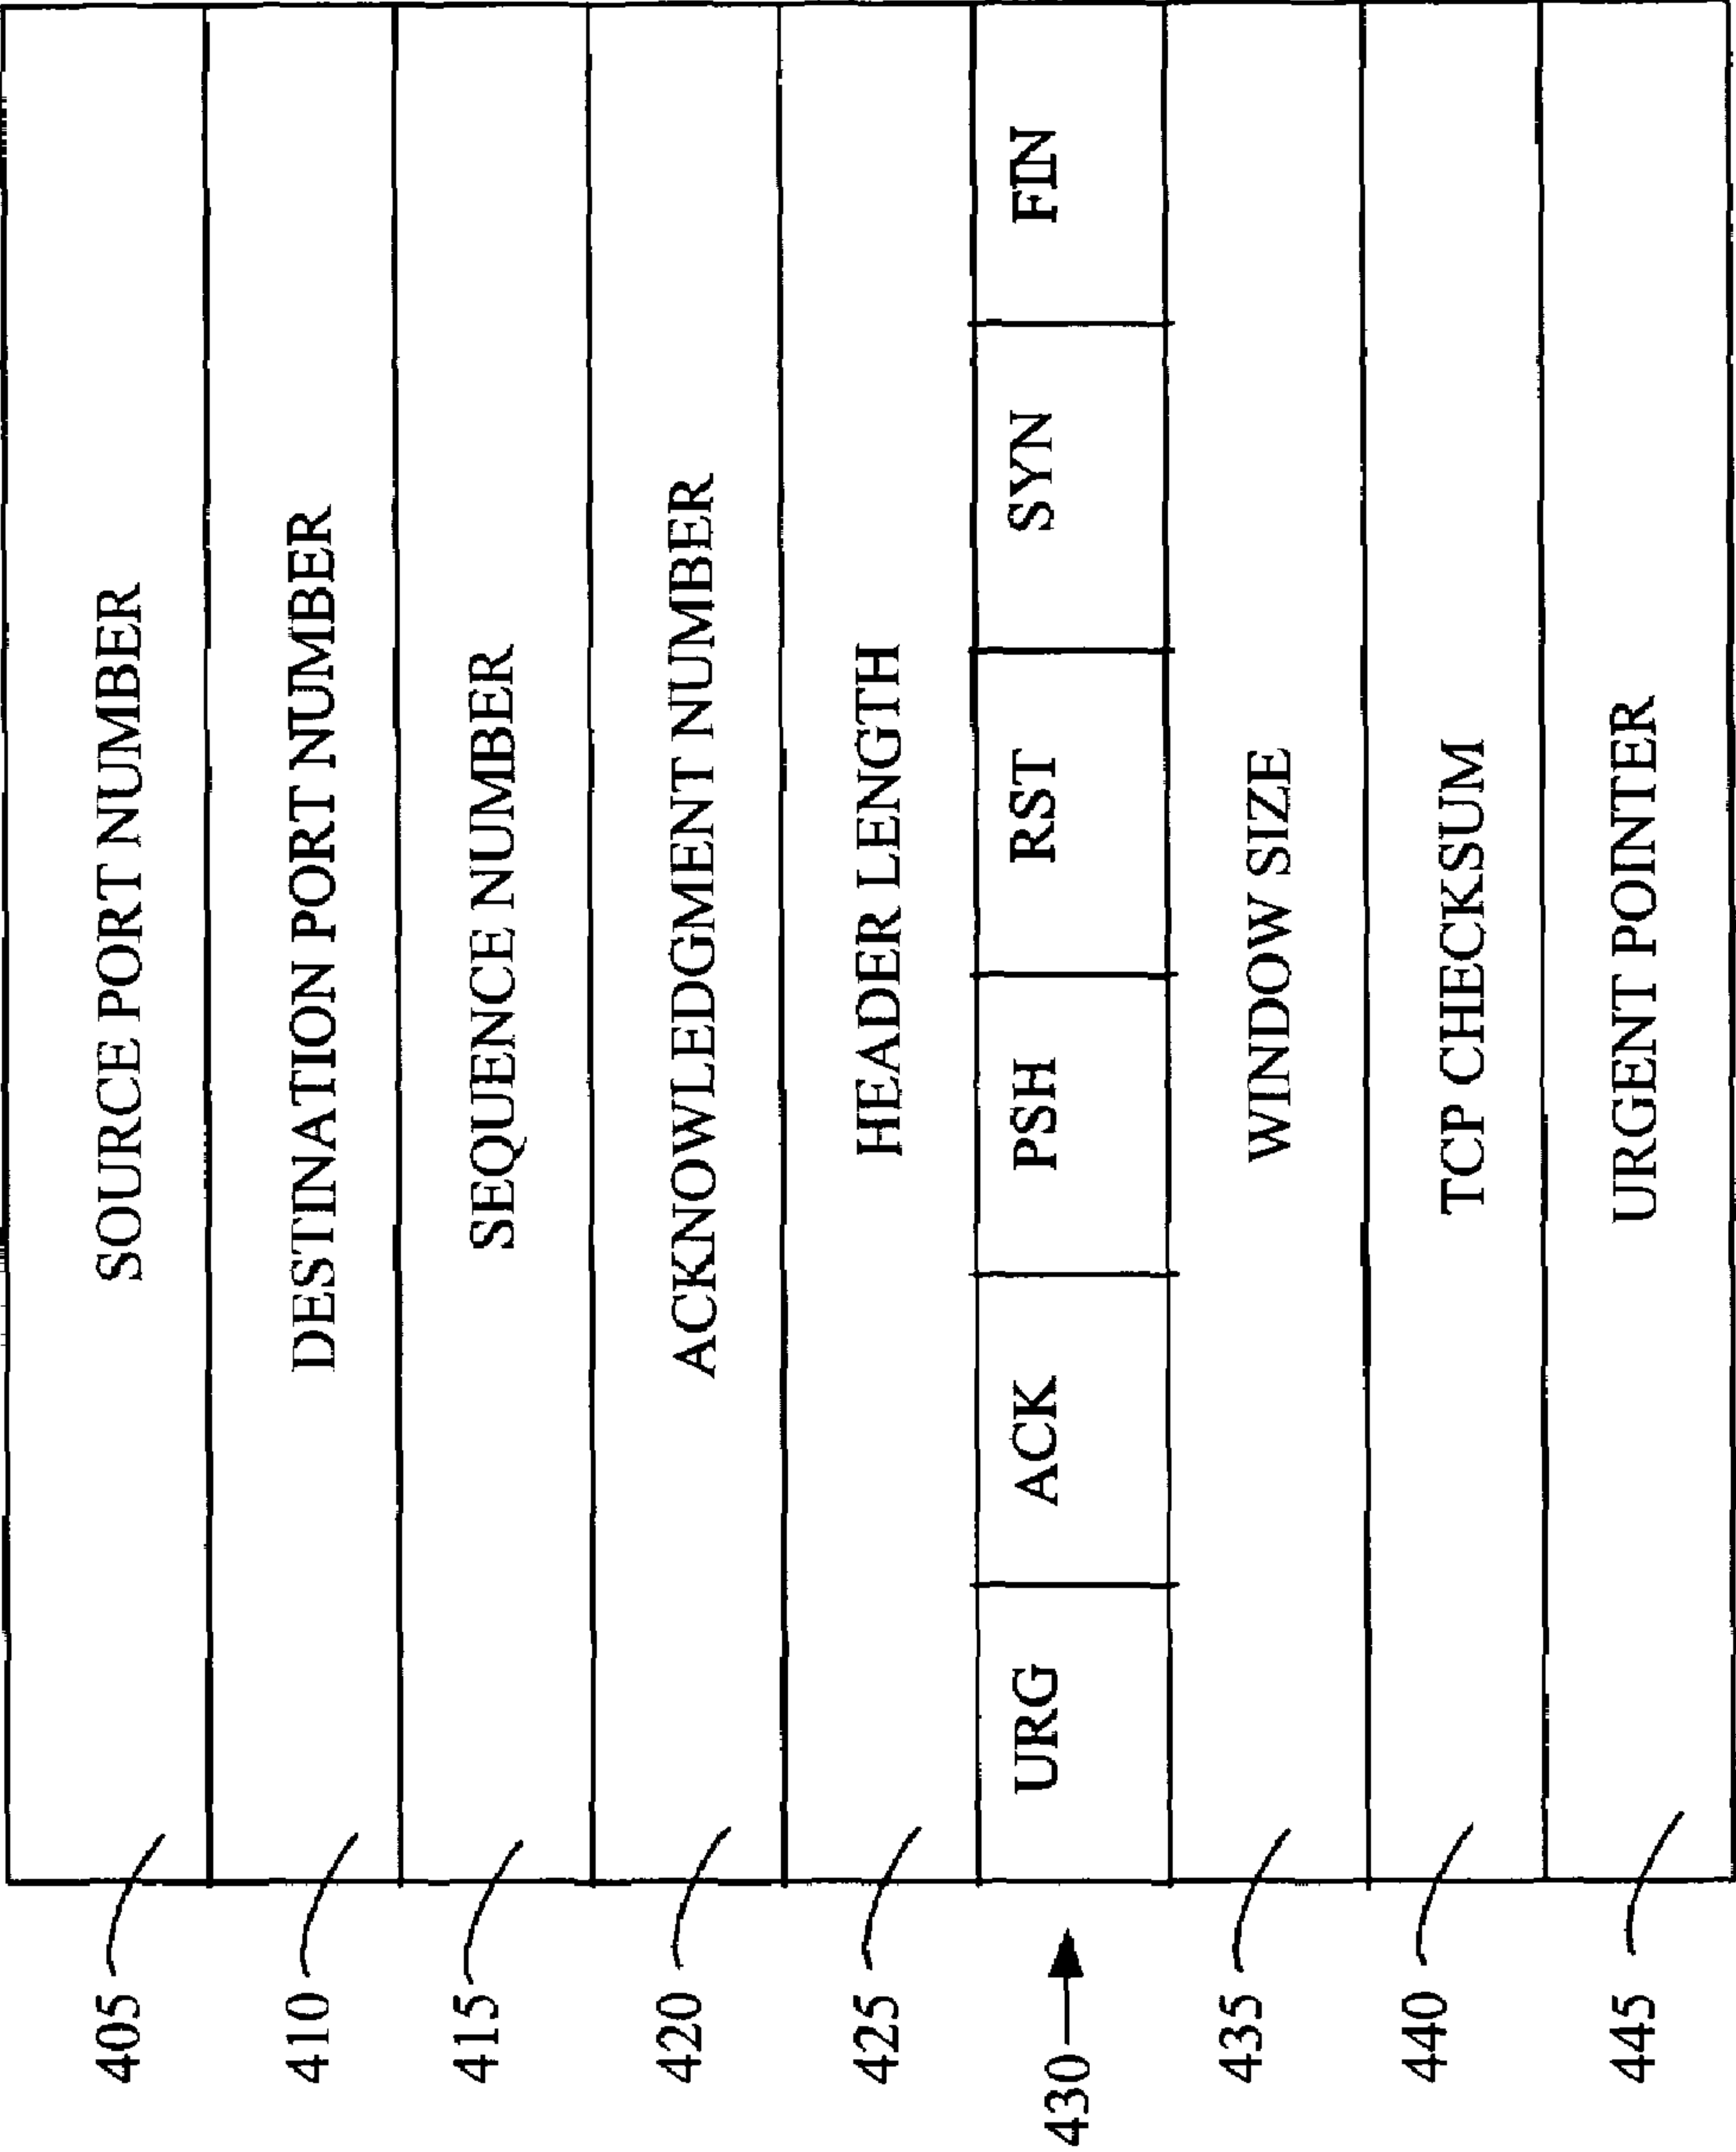 405 SOURCE PORT NUMBER
410 DESTINATION PORT NUMBER
415 SEQUENCE NUMBER
420 ACKNOWLEDGMENT NUMBER
425 HEADER LENGTH
430 URG ACK PSH RST SYN FIN
435 WINDOW SIZE
440 TCP CHECKSUM
445 URGENT POINTER